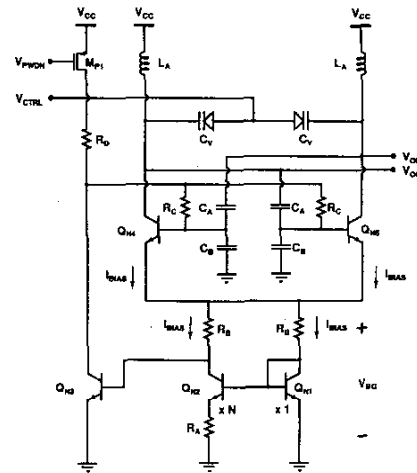 VCC VCC VCC
VPWDN MP1 LA LA
VCTRL
CV CV
RD
VO
VO
RC CA CA RC
QN4 QN5
CB CB
IBIAS IBIAS
IBIAS RB RB IBIAS +
QN3 QN2 QN1 VBG
x N x 1
RA −